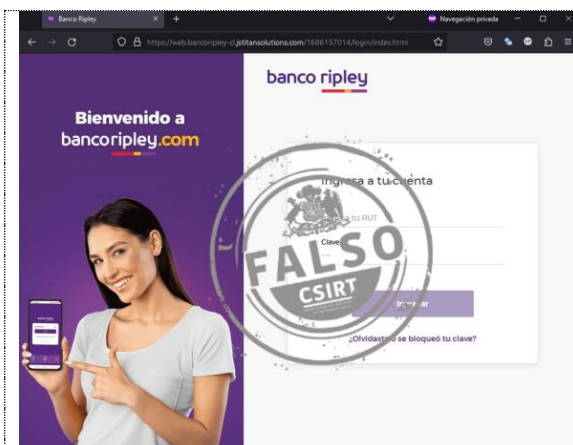 Banco Ripley
Navegación privada
https://web.bancoripley-cl.jstitansolutions.com/1686157014/login/index.html
banco ripley
Bienvenido a
bancoripley.com
Ingresa a tu cuenta
tu RUT
Clave
FALSO
CSIRT
Ingresar
¿Olvidaste o se bloqueó tu clave?